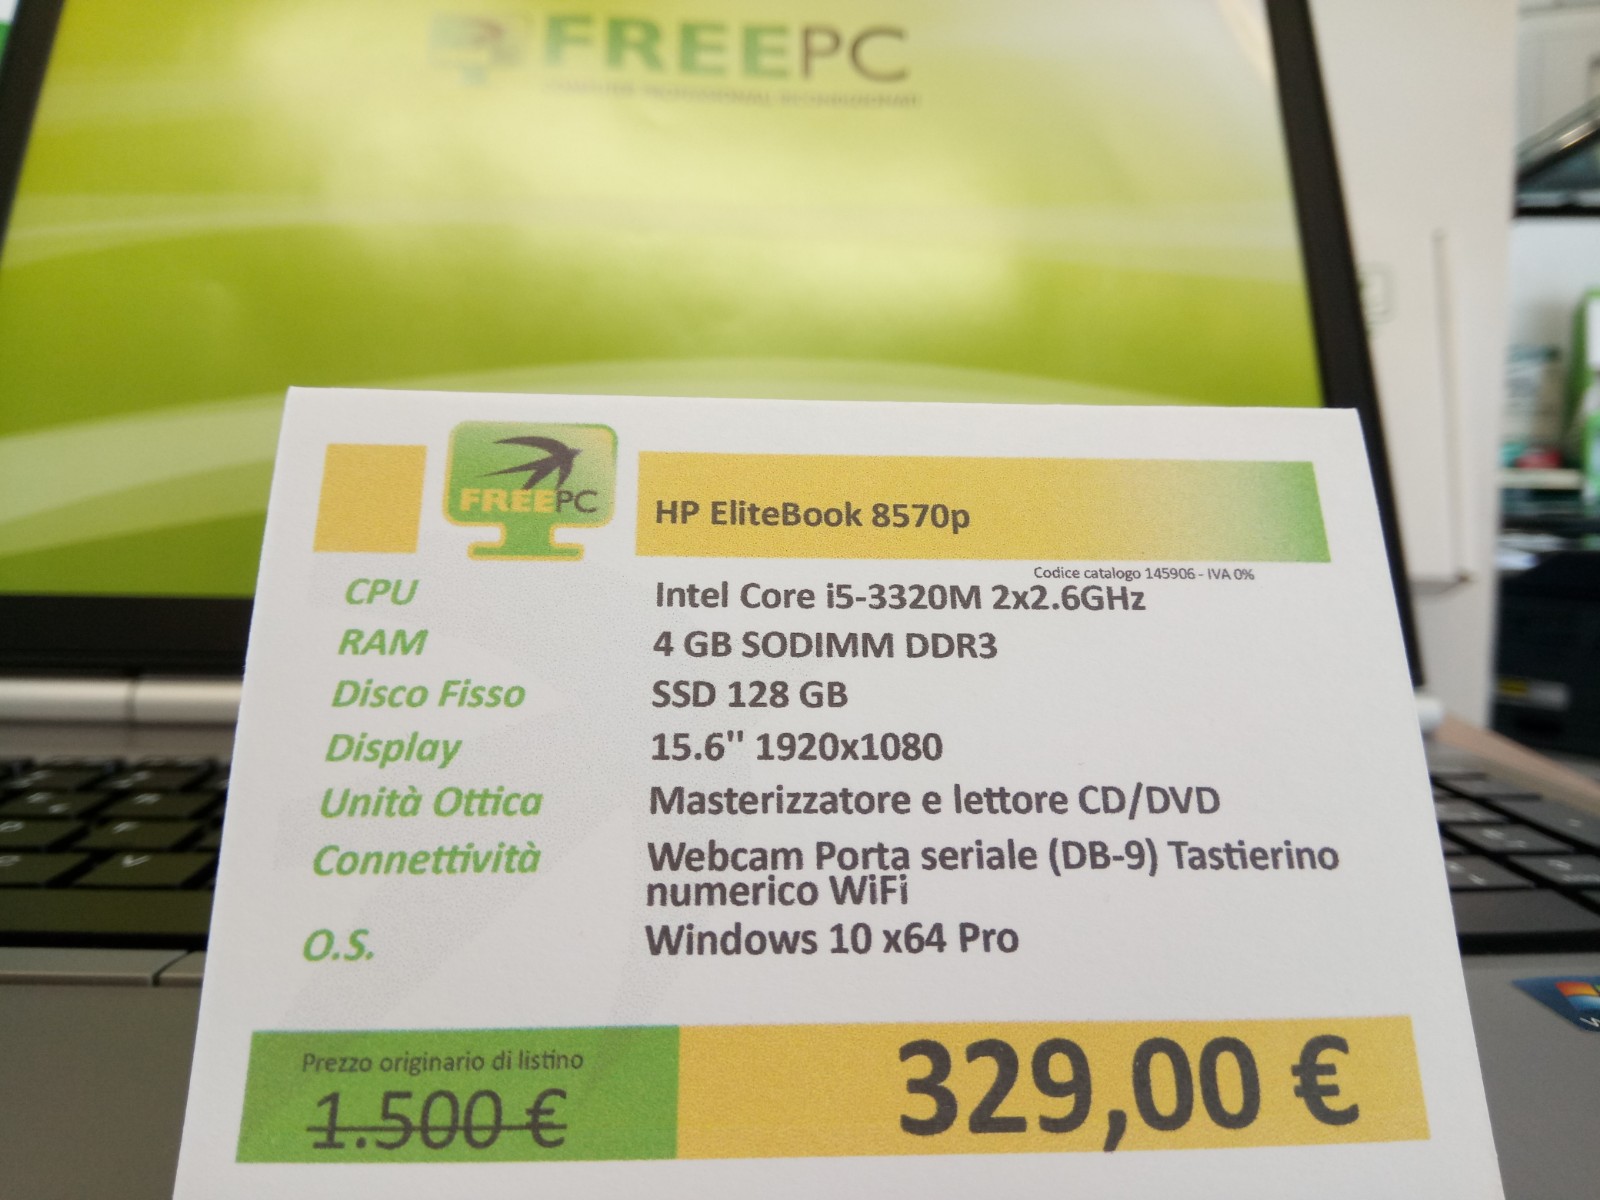 FREEPC
FREEPC
HP EliteBook 8570p
Codice catalogo 145906 - IVA 0%
CPU Intel Core i5-3320M 2x2.6GHz
RAM 4 GB SODIMM DDR3
Disco Fisso SSD 128 GB
Display 15.6" 1920x1080
Unità Ottica Masterizzatore e lettore CD/DVD
Connettività Webcam Porta seriale (DB-9) Tastierino
numerico WiFi
O.S. Windows 10 x64 Pro
Prezzo originario di listino
1.500 €
329,00 €